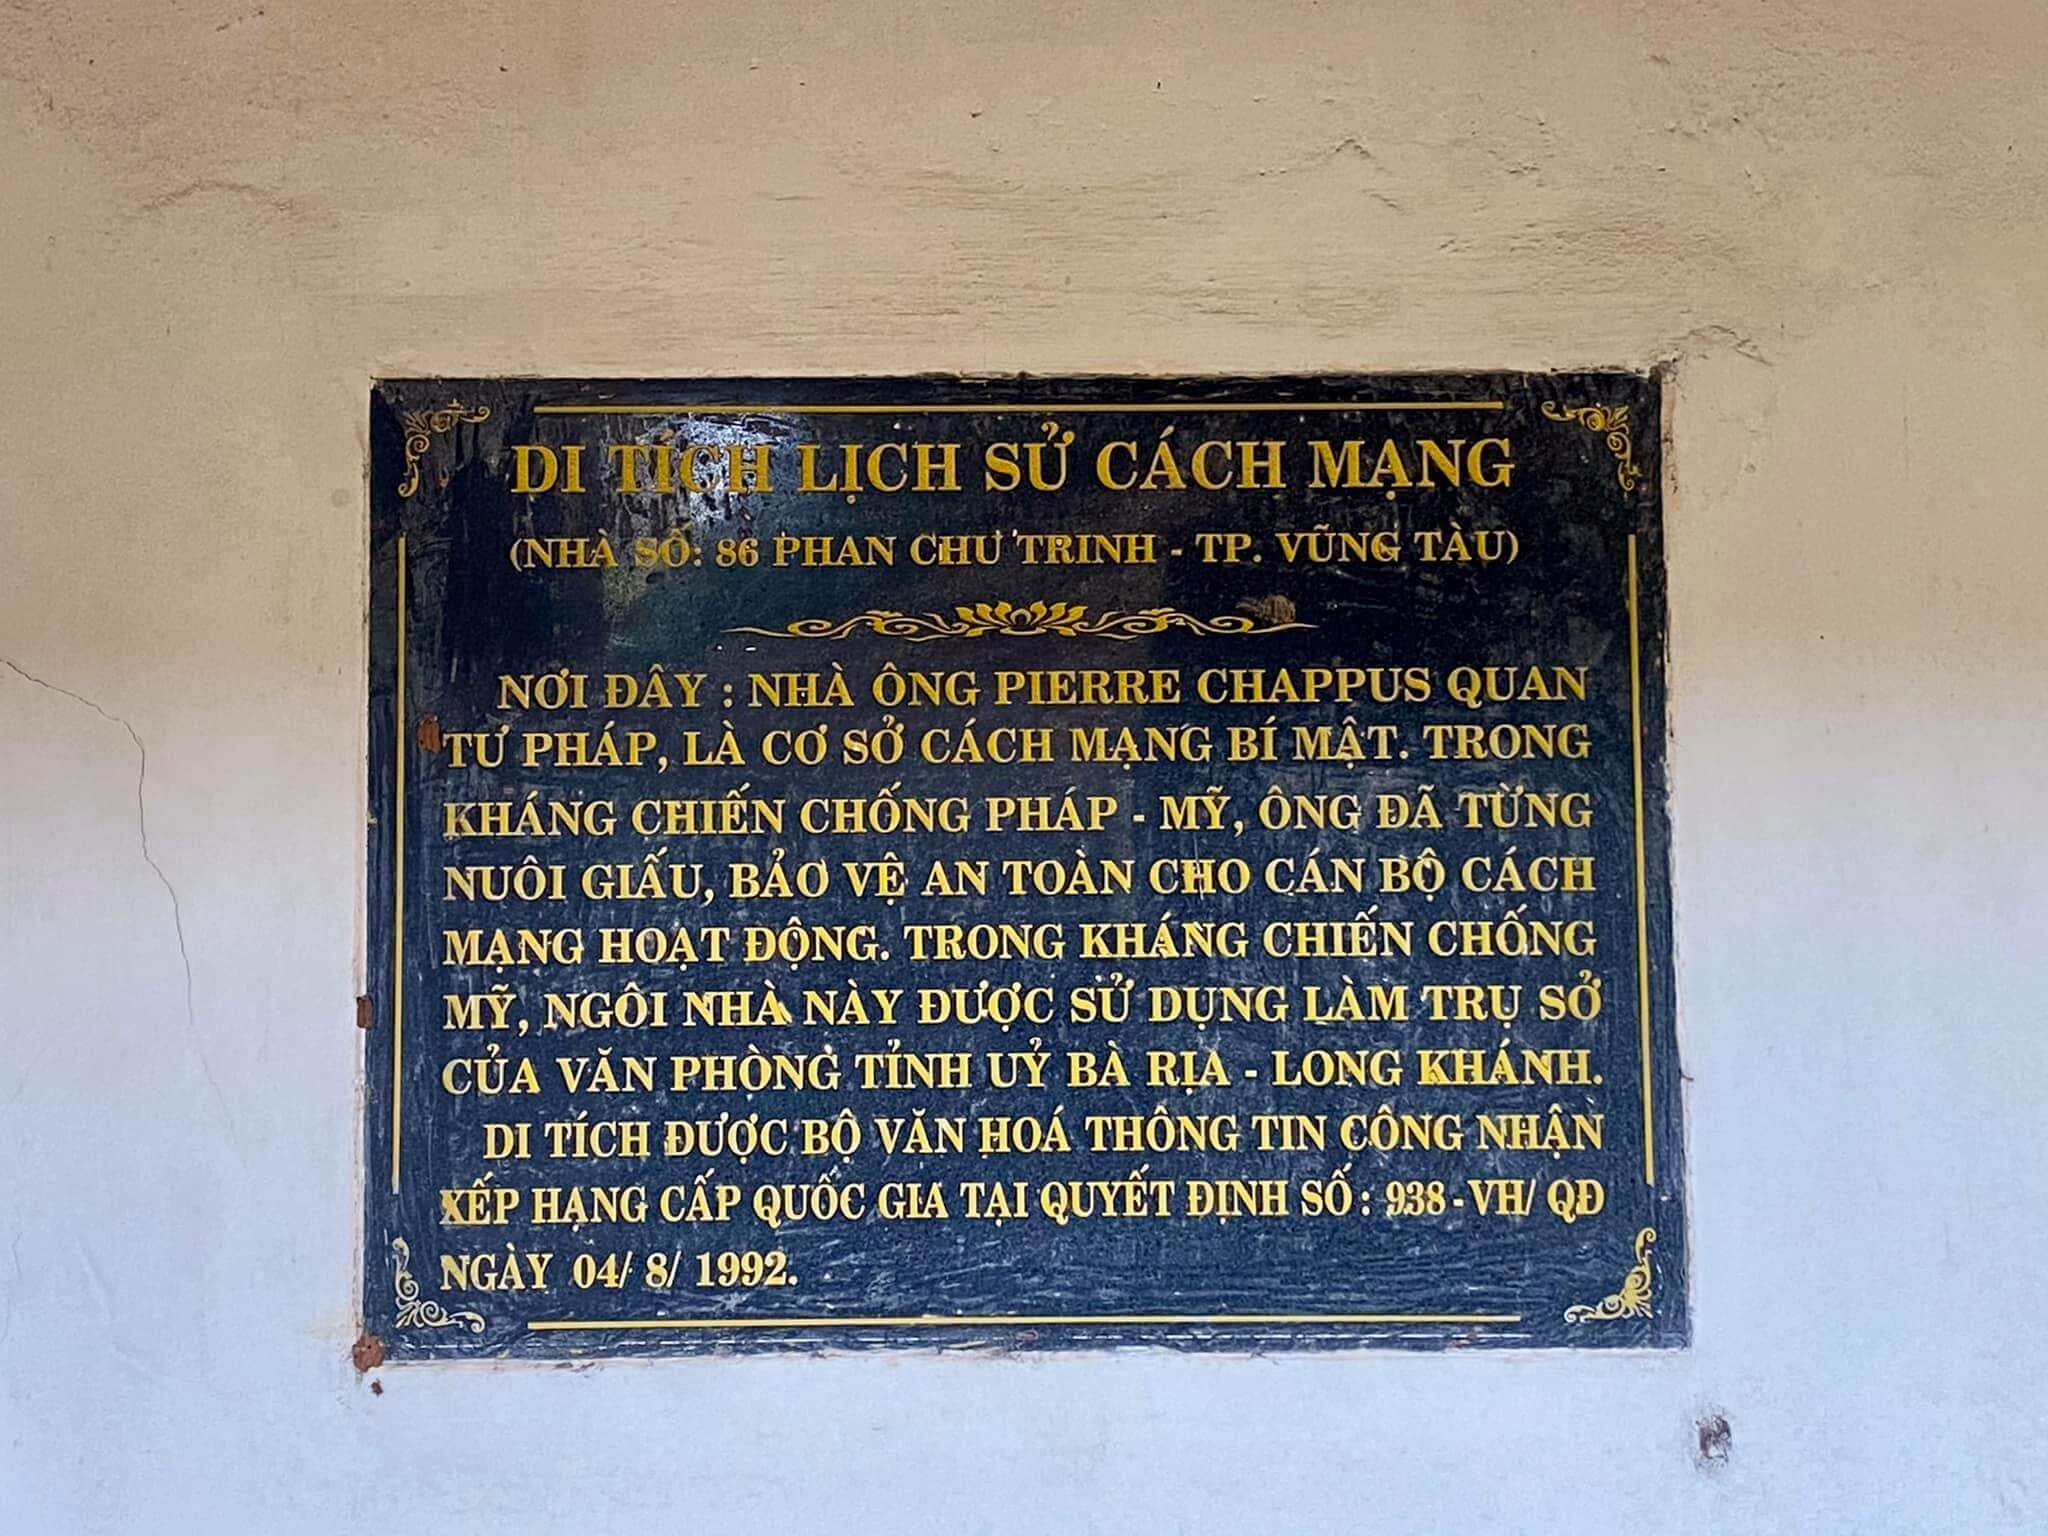 DI TÍCH LỊCH SỬ CÁCH MẠNG
(NHÀ SỐ: 86 PHAN CHU TRINH - TP. VŨNG TÀU)
NƠI ĐÂY : NHÀ ÔNG PIERRE CHAPPUS QUAN
TƯ PHÁP, LÀ CƠ SỞ CÁCH MẠNG BÍ MẬT. TRONG
KHÁNG CHIẾN CHỐNG PHÁP - MỸ, ÔNG ĐÃ TỪNG
NUÔI GIẤU, BẢO VỆ AN TOÀN CHO CÁN BỘ CÁCH
MẠNG HOẠT ĐỘNG. TRONG KHÁNG CHIẾN CHỐNG
MỸ, NGÔI NHÀ NÀY ĐƯỢC SỬ DỤNG LÀM TRỤ SỞ
CỦA VĂN PHÒNG TỈNH UỶ BÀ RỊA - LONG KHÁNH.
DI TÍCH ĐƯỢC BỘ VĂN HOÁ THÔNG TIN CÔNG NHẬN
XẾP HẠNG CẤP QUỐC GIA TẠI QUYẾT ĐỊNH SỐ : 938 - VH/ QĐ
NGÀY 04/ 8/ 1992.